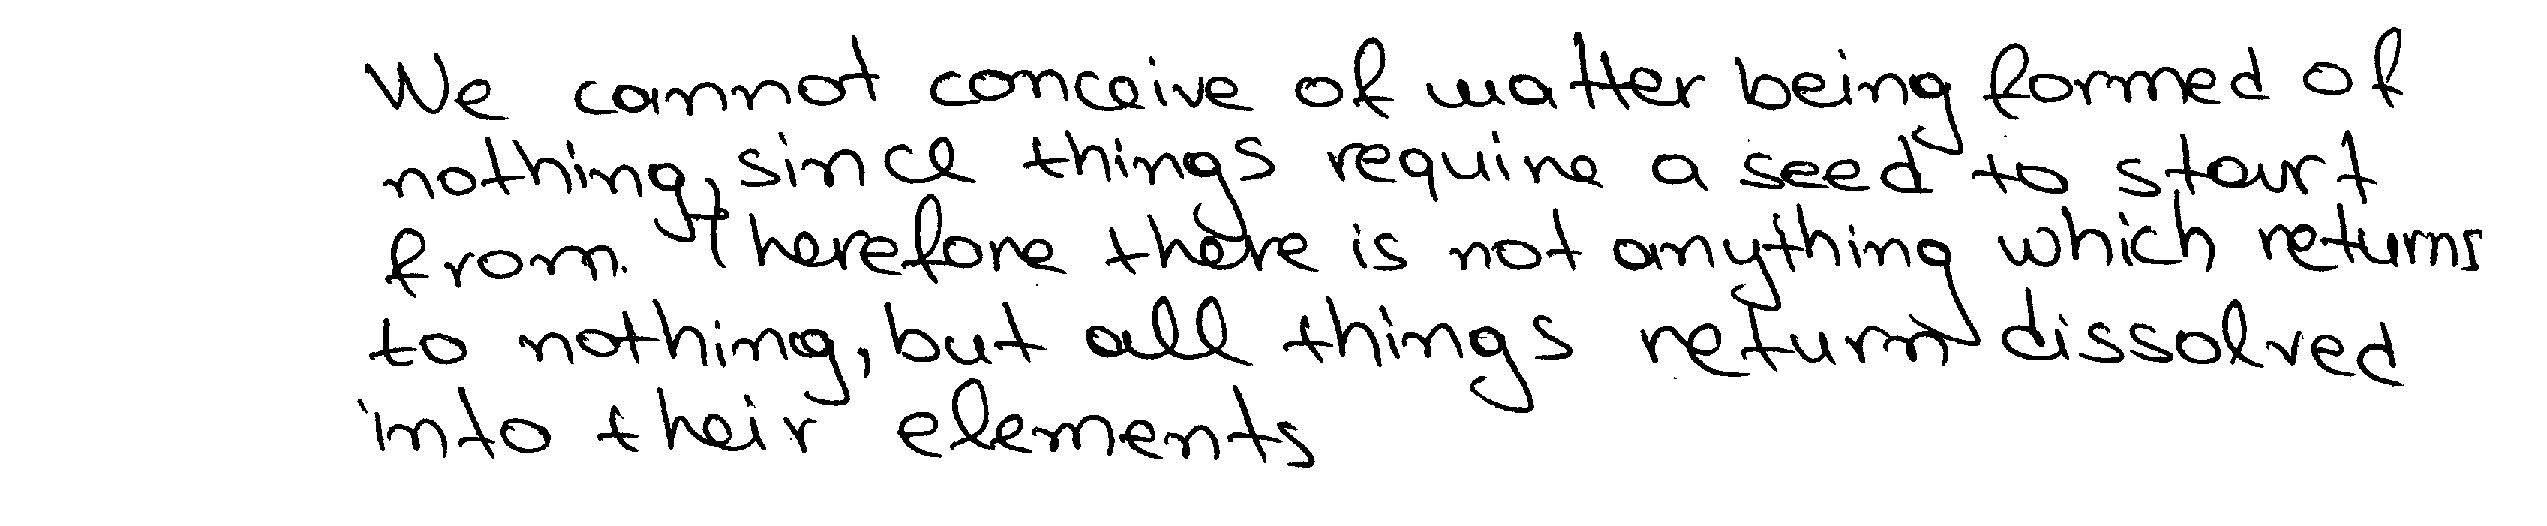 We cannot conceive of matter being formed of
nothing, since things require a seed to start
from. Therefore there is not anything which returns
to nothing, but all things return dissolved
into their elements